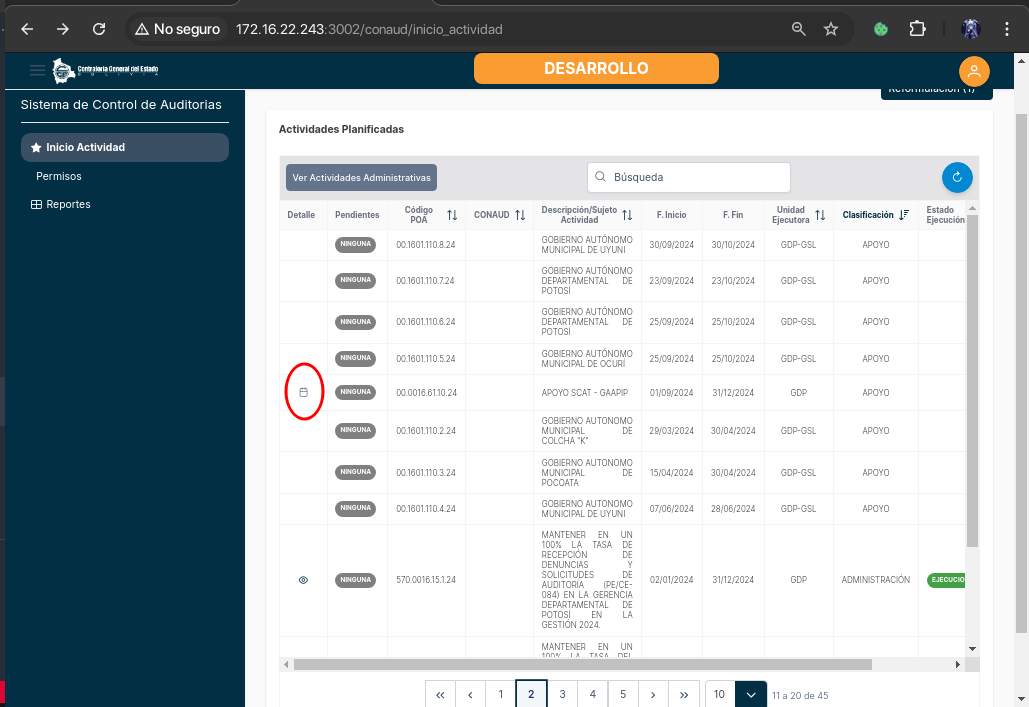 No seguro
172.16.22.243:3002/conaud/inicio_actividad
Contraloría General del Estado
BOLIVIA
DESARROLLO
Reformulación (1)
Sistema de Control de Auditorias
Inicio Actividad
Permisos
Reportes
Actividades Planificadas
Ver Actividades Administrativas
Búsqueda
Detalle Pendientes Código POA CONAUD Descripción/Sujeto Actividad F. Inicio F. Fin Unidad Ejecutora Clasificación Estado Ejecución
NINGUNA 00.1601.110.8.24 GOBIERNO AUTÓNOMO MUNICIPAL DE UYUNI 30/09/2024 30/10/2024 GDP-GSL APOYO
NINGUNA 00.1601.110.7.24 GOBIERNO AUTÓNOMO DEPARTAMENTAL DE POTOSÍ 23/09/2024 23/10/2024 GDP-GSL APOYO
NINGUNA 00.1601.110.6.24 GOBIERNO AUTÓNOMO DEPARTAMENTAL DE POTOSÍ 25/09/2024 25/10/2024 GDP-GSL APOYO
NINGUNA 00.1601.110.5.24 GOBIERNO AUTÓNOMO MUNICIPAL DE OCURÍ 25/09/2024 25/10/2024 GDP-GSL APOYO
NINGUNA 00.0016.61.10.24 APOYO SCAT - GAAPIP 01/09/2024 31/12/2024 GDP APOYO
NINGUNA 00.1601.110.2.24 GOBIERNO AUTONOMO MUNICIPAL DE COLCHA "K" 29/03/2024 30/04/2024 GDP-GSL APOYO
NINGUNA 00.1601.110.3.24 GOBIERNO AUTONOMO MUNICIPAL DE POCOATA 15/04/2024 30/04/2024 GDP-GSL APOYO
NINGUNA 00.1601.110.4.24 GOBIERNO AUTONOMO MUNICIPAL DE UYUNI 07/06/2024 28/06/2024 GDP-GSL APOYO
NINGUNA 570.0016.15.1.24 MANTENER EN UN 100% LA TASA DE RECEPCIÓN DE DENUNCIAS Y SOLICITUDES DE AUDITORÍA (PE/CE-084) EN LA GERENCIA DEPARTAMENTAL DE POTOSÍ EN LA GESTIÓN 2024. 02/01/2024 31/12/2024 GDP ADMINISTRACIÓN EJECUCIO
MANTENER EN UN 100% LA TASA DEL
« ‹ 1 2 3 4 5 › » 10 11 a 20 de 45